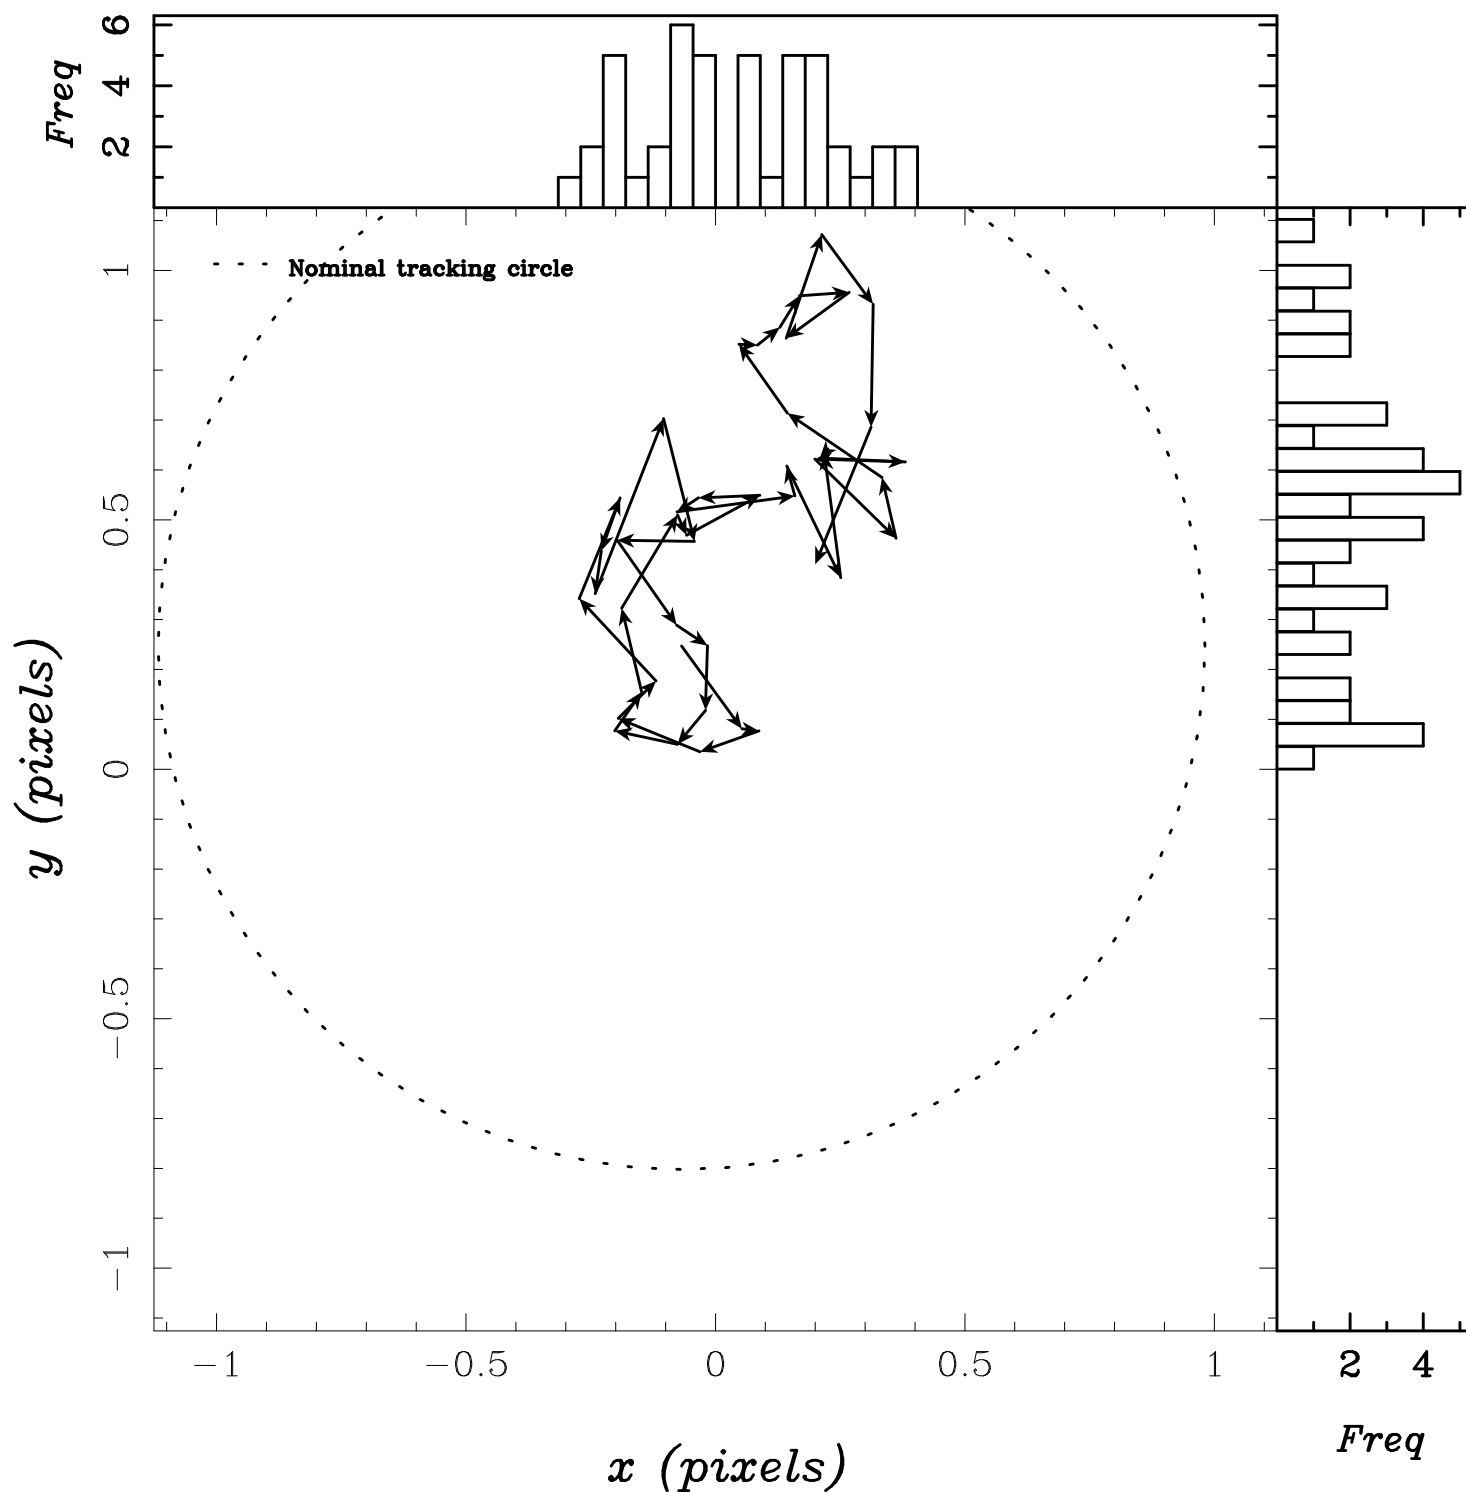 Freq
2 4 6
Nominal tracking circle
y (pixels)
−1 −0.5 0 0.5 1
−1 −0.5 0 0.5 1
x (pixels)
2 4
Freq